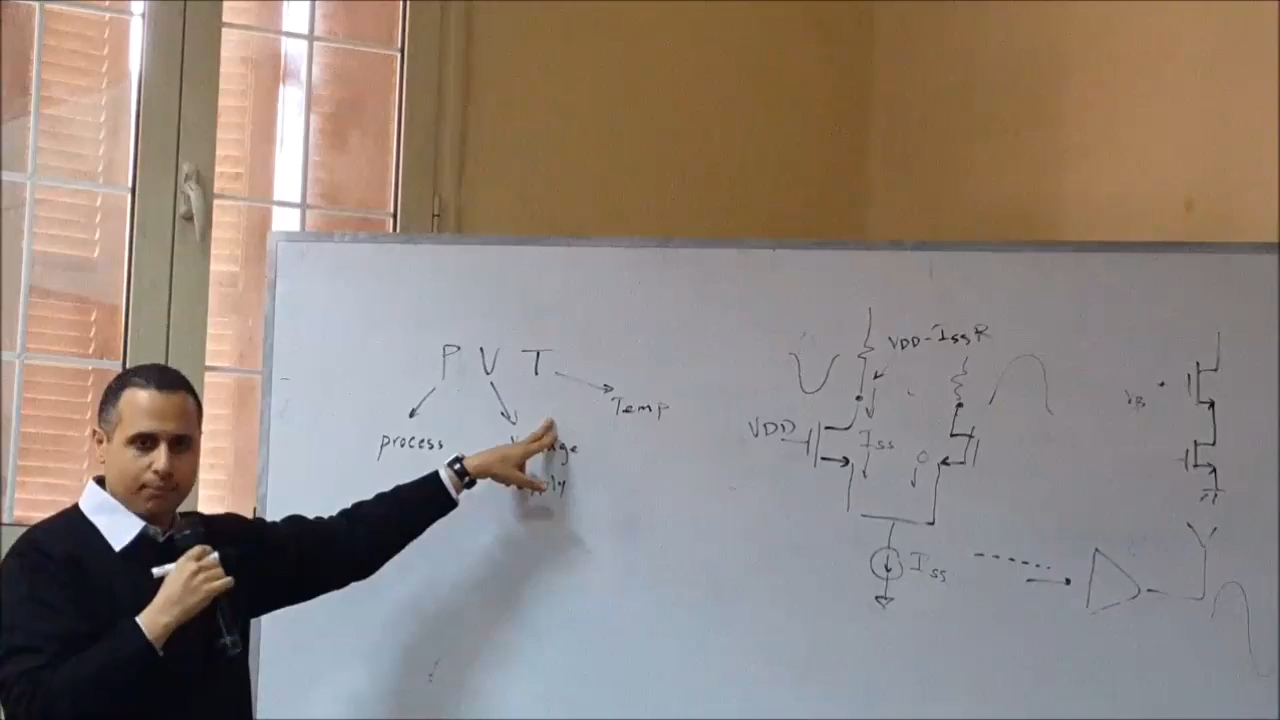 P V T
Temp
process
VDD-IssR
VDD
Iss
O
Iss